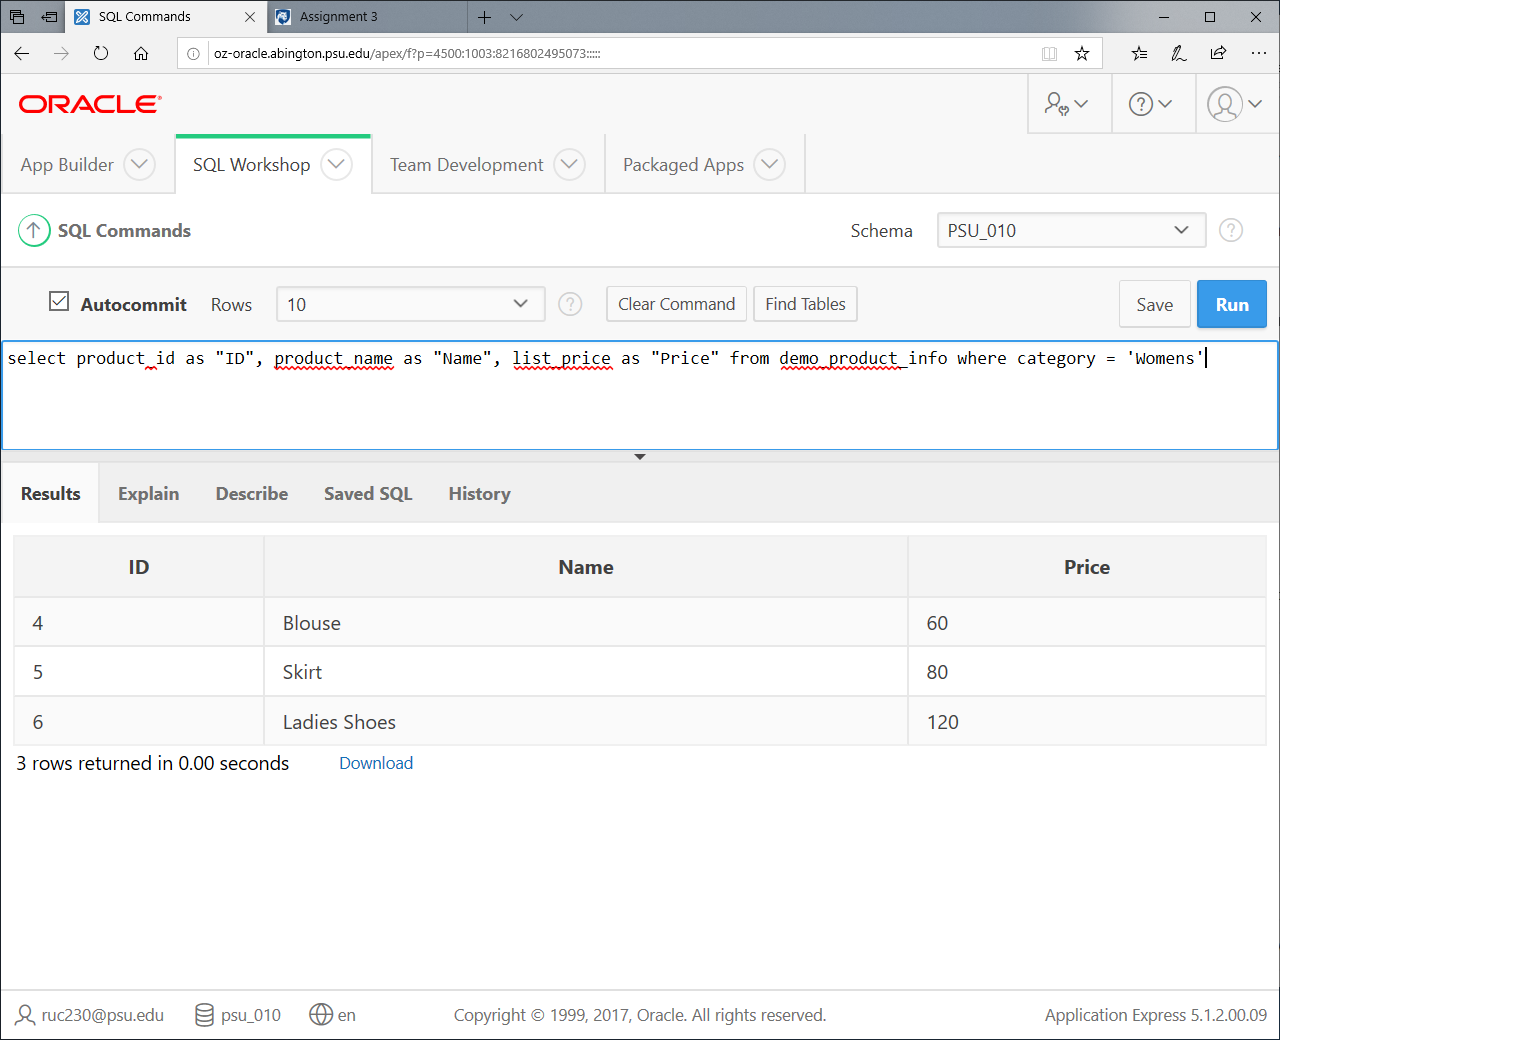 SQL Commands
Assignment 3
oz-oracle.abington.psu.edu/apex/f?p=4500:1003:8216802495073:::::
ORACLE
App Builder
SQL Workshop
Team Development
Packaged Apps
SQL Commands
Schema
PSU_010
Autocommit
Rows
10
Clear Command
Find Tables
Save
Run
select product_id as "ID", product_name as "Name", list_price as "Price" from demo_product_info where category = 'Womens'
Results
Explain
Describe
Saved SQL
History
ID
Name
Price
4
Blouse
60
5
Skirt
80
6
Ladies Shoes
120
3 rows returned in 0.00 seconds
Download
ruc230@psu.edu
psu_010
en
Copyright © 1999, 2017, Oracle. All rights reserved.
Application Express 5.1.2.00.09